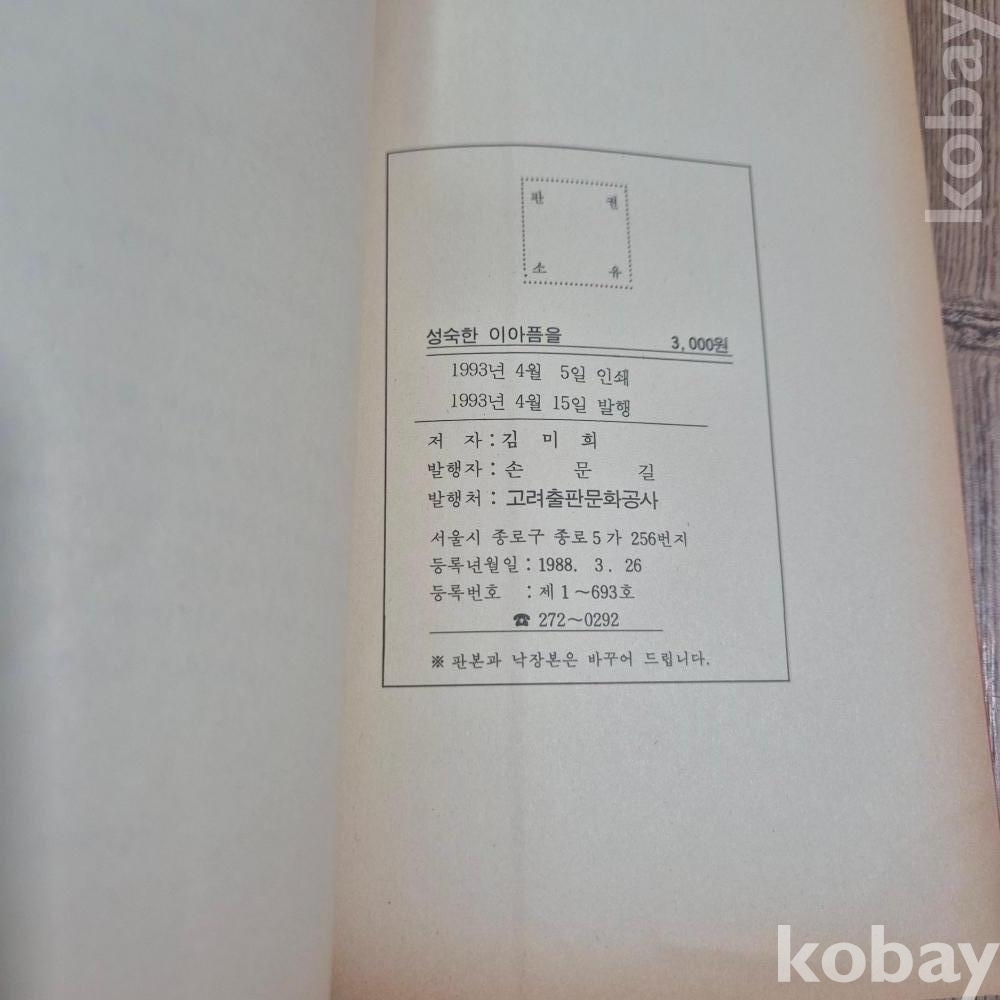 판 권
소 유
성숙한 이아픔을 3,000원
1993년 4월 5일 인쇄
1993년 4월 15일 발행
저 자 : 김 미 희
발행자 : 손 문 길
발행처 : 고려출판문화공사
서울시 종로구 종로 5 가 256번지
등록년월일 : 1988. 3. 26
등록번호 : 제 1 ~693호
☎ 272~0292
※ 판본과 낙장본은 바꾸어 드립니다.
kobay
kobay